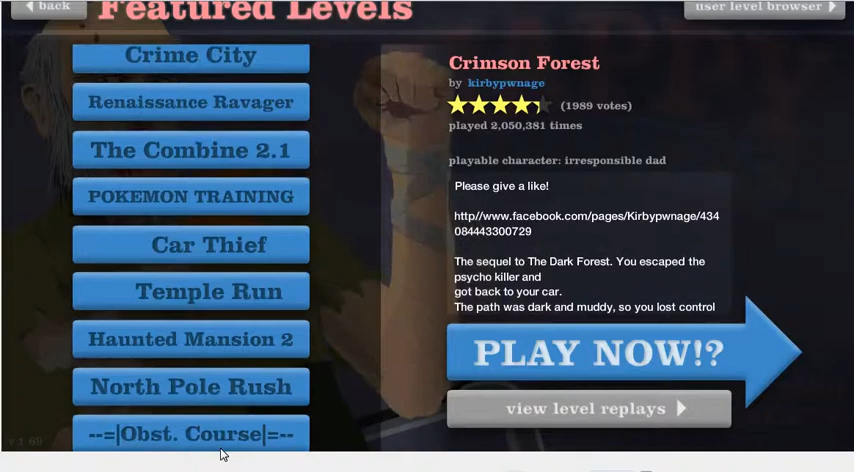 back
Featured Levels
user level browser
Crime City
Renaissance Ravager
The Combine 2.1
POKEMON TRAINING
Car Thief
Temple Run
Haunted Mansion 2
North Pole Rush
--=|Obst. Course|=--
v 1.69
Crimson Forest
by kirbypwnage
(1989 votes)
played 2,050,381 times
playable character: irresponsible dad
Please give a like!
http//www.facebook.com/pages/Kirbypwnage/434
084443300729
The sequel to The Dark Forest. You escaped the
psycho killer and
got back to your car.
The path was dark and muddy, so you lost control
PLAY NOW!?
view level replays